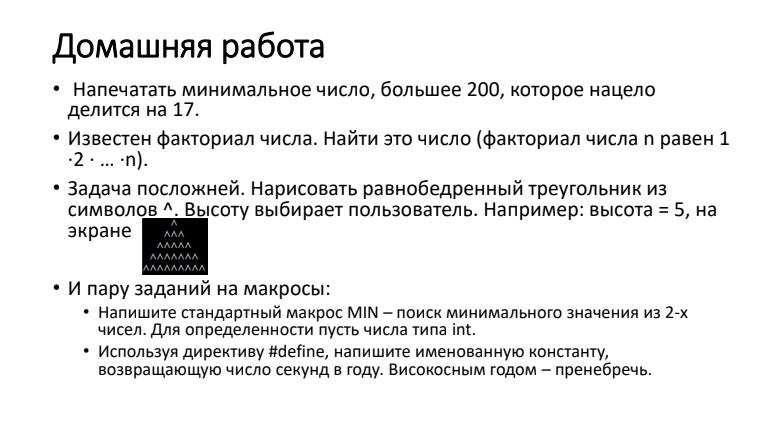 Домашняя работа
• Напечатать минимальное число, большее 200, которое нацело
делится на 17.
• Известен факториал числа. Найти это число (факториал числа n равен 1
·2 · … ·n).
• Задача посложней. Нарисовать равнобедренный треугольник из
символов ^. Высоту выбирает пользователь. Например: высота = 5, на
экране
^
^^^
^^^^^
^^^^^^^
^^^^^^^^^
• И пару заданий на макросы:
• Напишите стандартный макрос MIN – поиск минимального значения из 2-х
чисел. Для определенности пусть числа типа int.
• Используя директиву #define, напишите именованную константу,
возвращающую число секунд в году. Високосным годом – пренебречь.